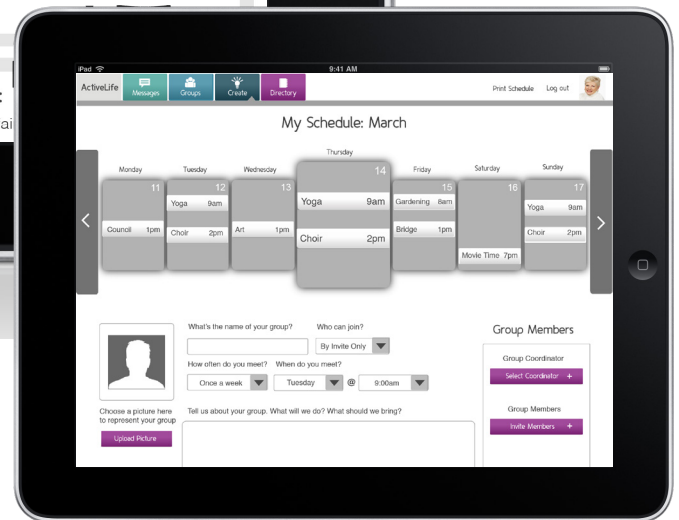 iPad 9:41 AM
ActiveLife Messages Groups Create Directory Print Schedule Log out
My Schedule: March
Monday Tuesday Wednesday Thursday Friday Saturday Sunday
11 12 13 14 15 16 17
Yoga 9am Yoga 9am Gardening 8am Yoga 9am
Council 1pm Choir 2pm Art 1pm Choir 2pm Bridge 1pm Choir 2pm
Movie Time 7pm
What's the name of your group? Who can join?
By Invite Only
How often do you meet? When do you meet?
Once a week Tuesday @ 9:00am
Choose a picture here
to represent your group
Upload Picture
Tell us about your group. What will we do? What should we bring?
Group Members
Group Coordinator
Select Coordinator +
Group Members
Invite Members +